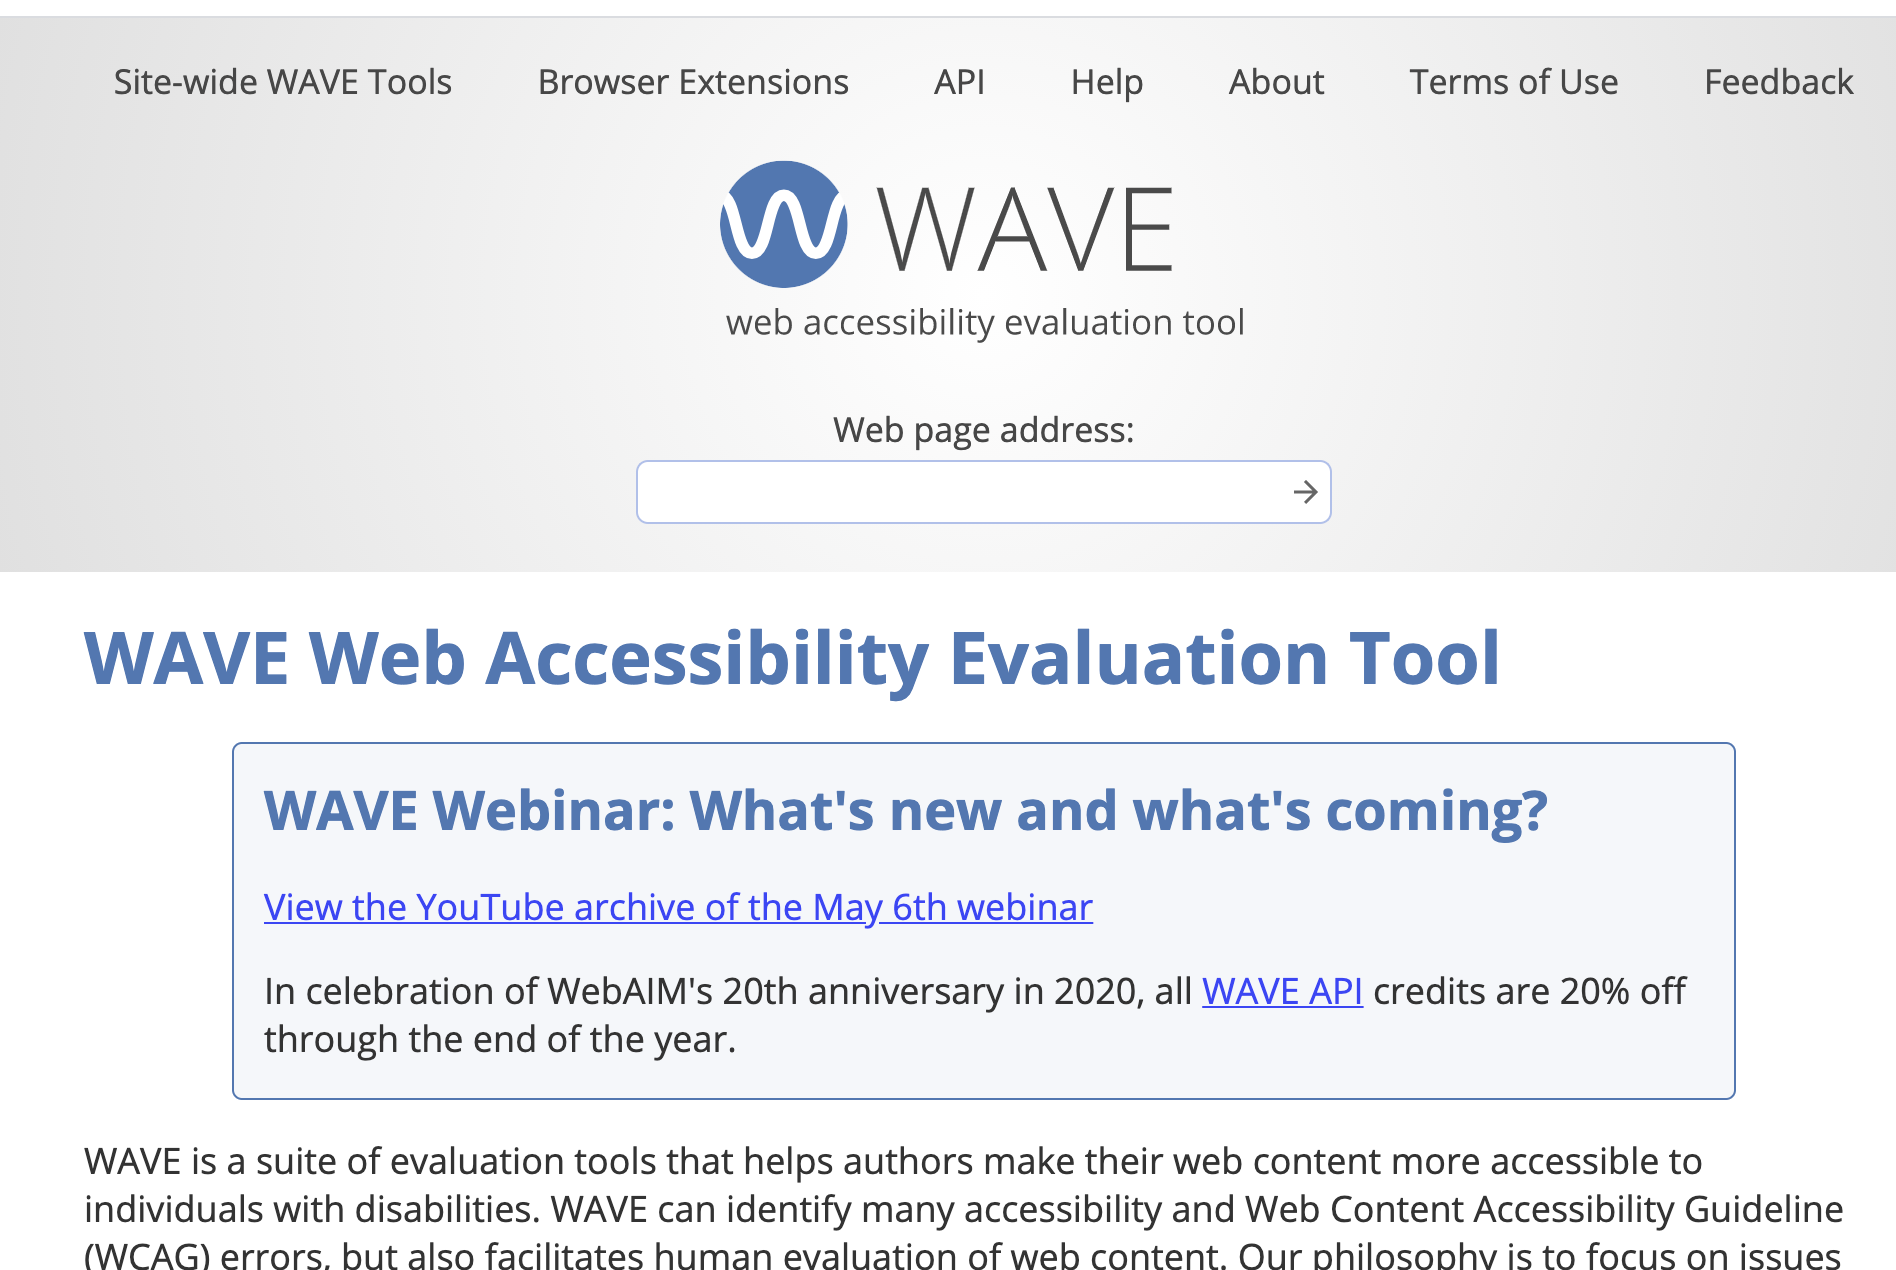 Site-wide WAVE Tools Browser Extensions API Help About Terms of Use Feedback
WAVE
web accessibility evaluation tool
Web page address:
WAVE Web Accessibility Evaluation Tool
WAVE Webinar: What's new and what's coming?
View the YouTube archive of the May 6th webinar
In celebration of WebAIM's 20th anniversary in 2020, all WAVE API credits are 20% off
through the end of the year.
WAVE is a suite of evaluation tools that helps authors make their web content more accessible to
individuals with disabilities. WAVE can identify many accessibility and Web Content Accessibility Guideline
(WCAG) errors, but also facilitates human evaluation of web content. Our philosophy is to focus on issues